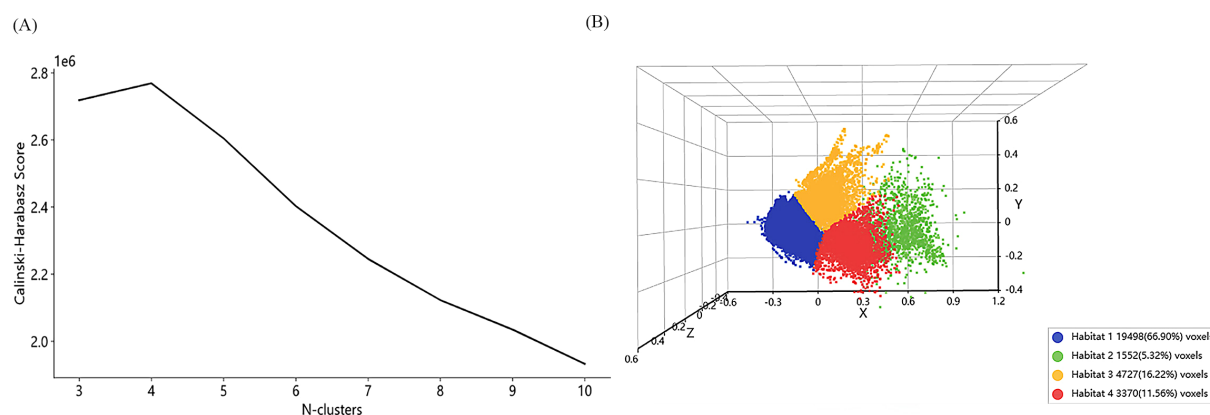 (A)
1e6
2.8
2.6
2.4
2.2
2.0
Calinski-Harabasz Score
3 4 5 6 7 8 9 10
N-clusters
(B)
0.6
0.4
0.2
0
-0.2
-0.4
Y
-0.6 -0.3 0 0.3 0.6 0.9 1.2
X
-0.2
0
0.2
0.4
0.6
Z
Habitat 1 19498(66.90%) voxels
Habitat 2 1552(5.32%) voxels
Habitat 3 4727(16.22%) voxels
Habitat 4 3370(11.56%) voxels